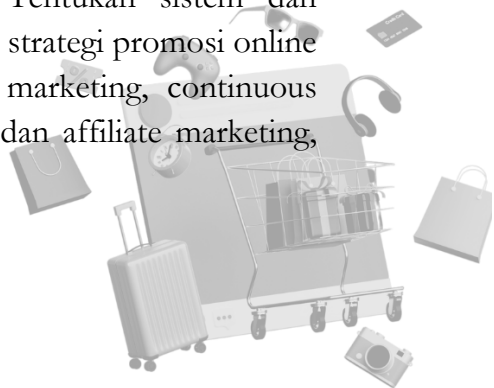 Tentukan sistem dan
strategi promosi online
marketing, continuous
dan affiliate marketing,